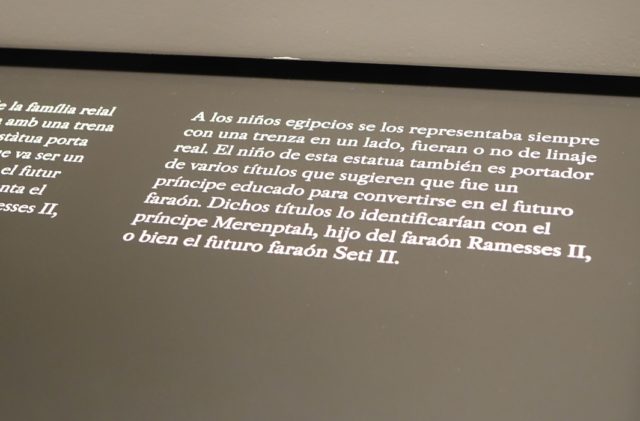 e la família reial
amb una trena
stàtua porta
e va ser un
el futur
nta el
sses II,
A los niños egipcios se los representaba siempre
con una trenza en un lado, fueran o no de linaje
real. El niño de esta estatua también es portador
de varios títulos que sugieren que fue un
príncipe educado para convertirse en el futuro
faraón. Dichos títulos lo identificarían con el
príncipe Merenptah, hijo del faraón Ramesses II,
o bien el futuro faraón Seti II.